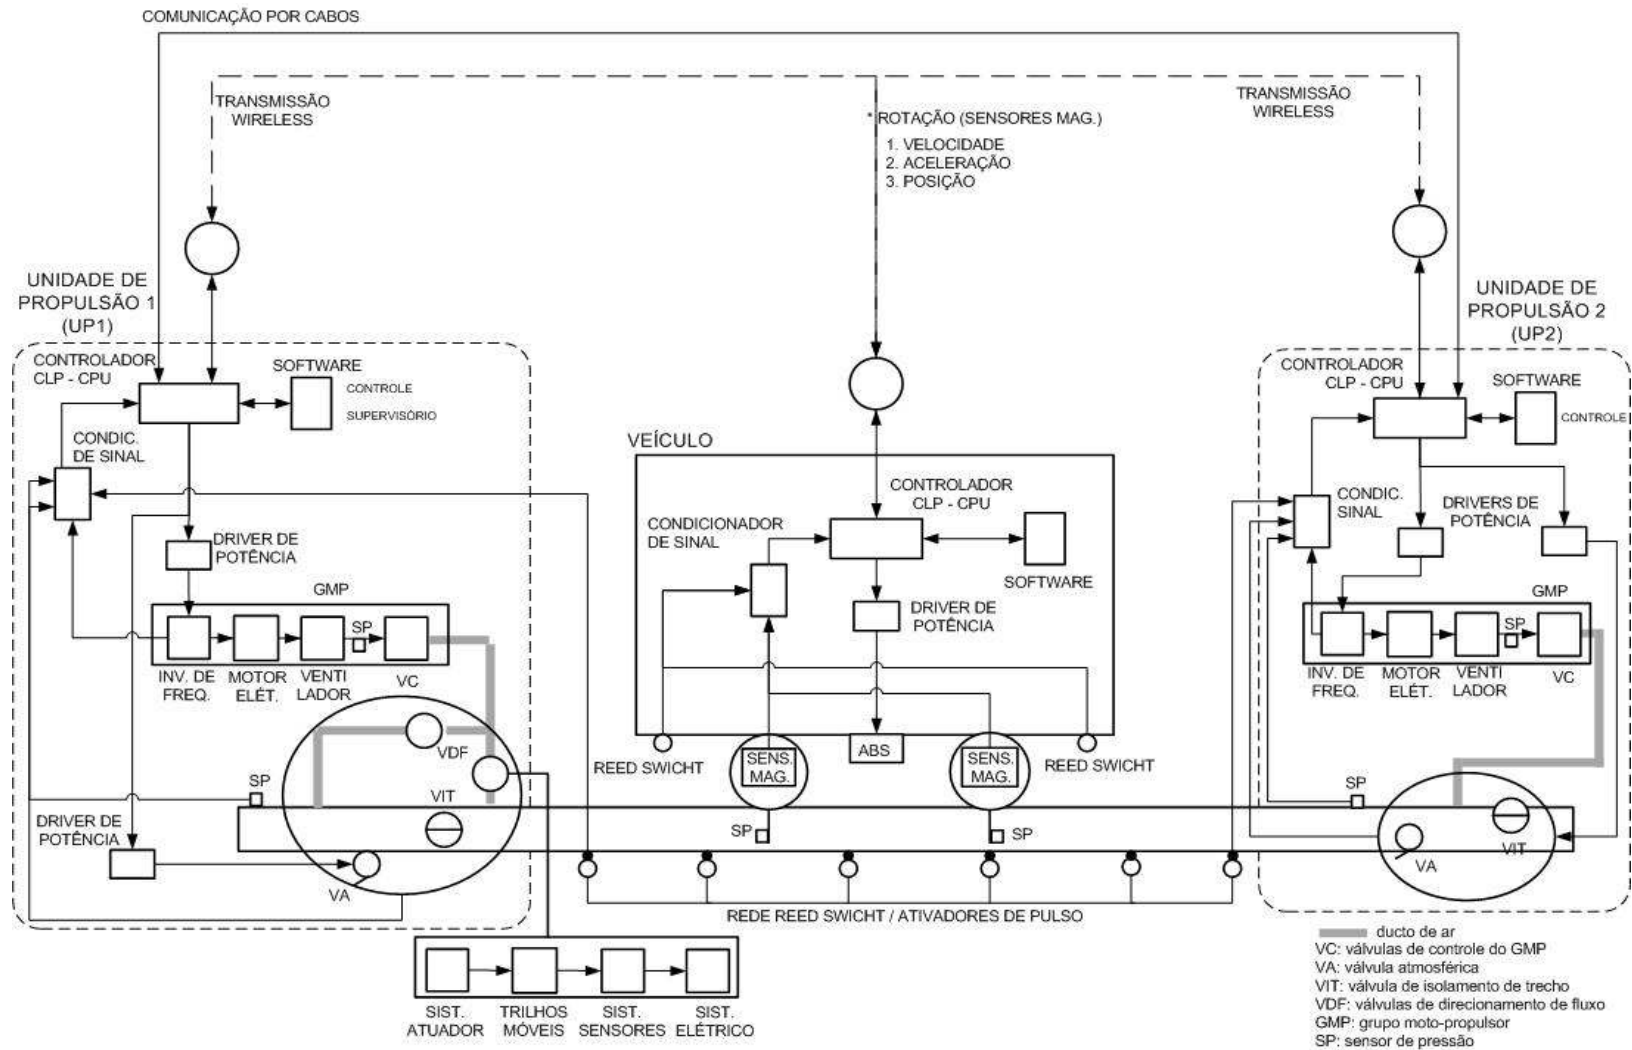 COMUNICAÇÃO POR CABOS
TRANSMISSÃO
WIRELESS
* ROTAÇÃO (SENSORES MAG.)
1. VELOCIDADE
2. ACELERAÇÃO
3. POSIÇÃO
TRANSMISSÃO
WIRELESS
UNIDADE DE
PROPULSÃO 1
(UP1)
CONTROLADOR
CLP - CPU
SOFTWARE
CONTROLE
SUPERVISÓRIO
CONDIC.
DE SINAL
DRIVER DE
POTÊNCIA
GMP
SP
INV. DE
FREQ.
MOTOR
ELÉT.
VENTI
LADOR
VC
VDF
VIT
SP
DRIVER DE
POTÊNCIA
VA
VEÍCULO
CONTROLADOR
CLP - CPU
CONDICIONADOR
DE SINAL
SOFTWARE
DRIVER DE
POTÊNCIA
REED SWICHT
SENS.
MAG.
ABS
SENS.
MAG.
REED SWICHT
SP
SP
REDE REED SWICHT / ATIVADORES DE PULSO
SIST.
ATUADOR
TRILHOS
MÓVEIS
SIST.
SENSORES
SIST.
ELÉTRICO
UNIDADE DE
PROPULSÃO 2
(UP2)
CONTROLADOR
CLP - CPU
SOFTWARE
CONTROLE
CONDIC.
SINAL
DRIVERS DE
POTÊNCIA
GMP
SP
INV. DE
FREQ.
MOTOR
ELÉT.
VENTI
LADOR
VC
SP
VA
VIT
ducto de ar
VC: válvulas de controle do GMP
VA: válvula atmosférica
VIT: válvula de isolamento de trecho
VDF: válvulas de direcionamento de fluxo
GMP: grupo moto-propulsor
SP: sensor de pressão